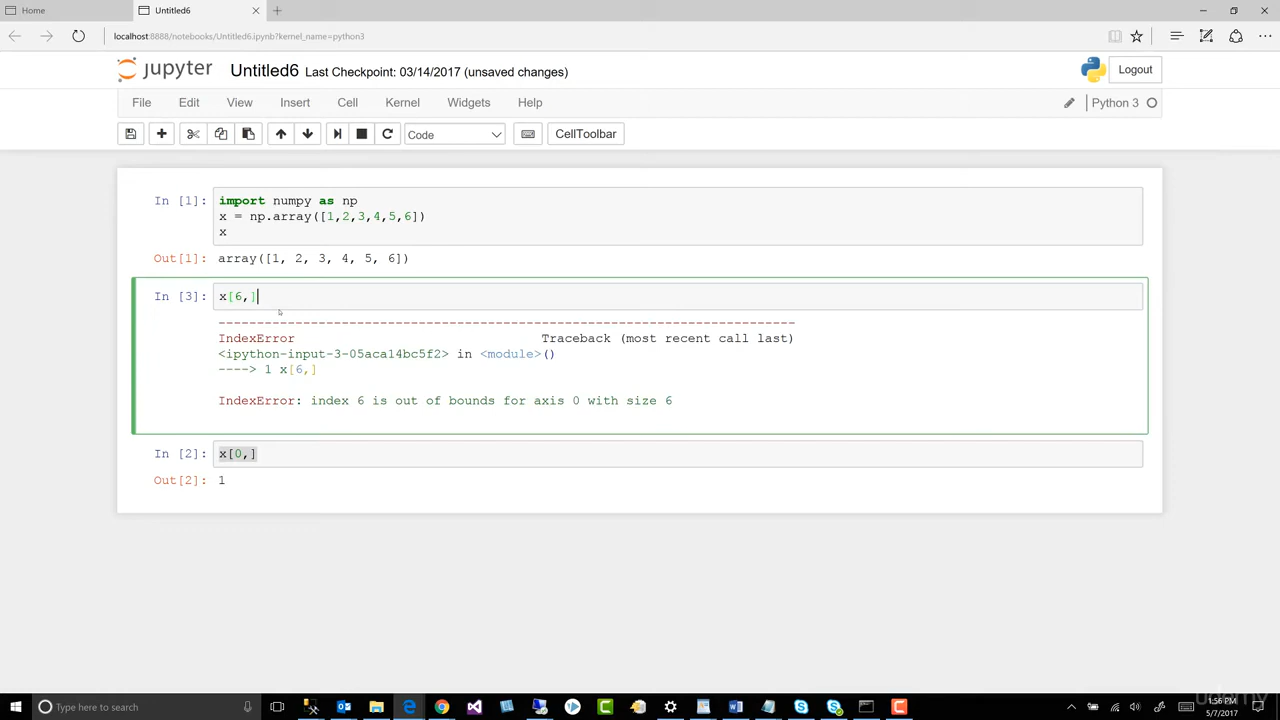 Home
Untitled6
localhost:8888/notebooks/Untitled6.ipynb?kernel_name=python3
jupyter Untitled6 Last Checkpoint: 03/14/2017 (unsaved changes)
Logout
File Edit View Insert Cell Kernel Widgets Help
Python 3
Code
CellToolbar
In [1]: import numpy as np
x = np.array([1,2,3,4,5,6])
x
Out[1]: array([1, 2, 3, 4, 5, 6])
In [3]: x[6,]
---------------------------------------------------------------------------
IndexError Traceback (most recent call last)
<ipython-input-3-05aca14bc5f2> in <module>()
----> 1 x[6,]
IndexError: index 6 is out of bounds for axis 0 with size 6
In [2]: x[0,]
Out[2]: 1
Type here to search
1:56 PM
5/7/2017
udemy